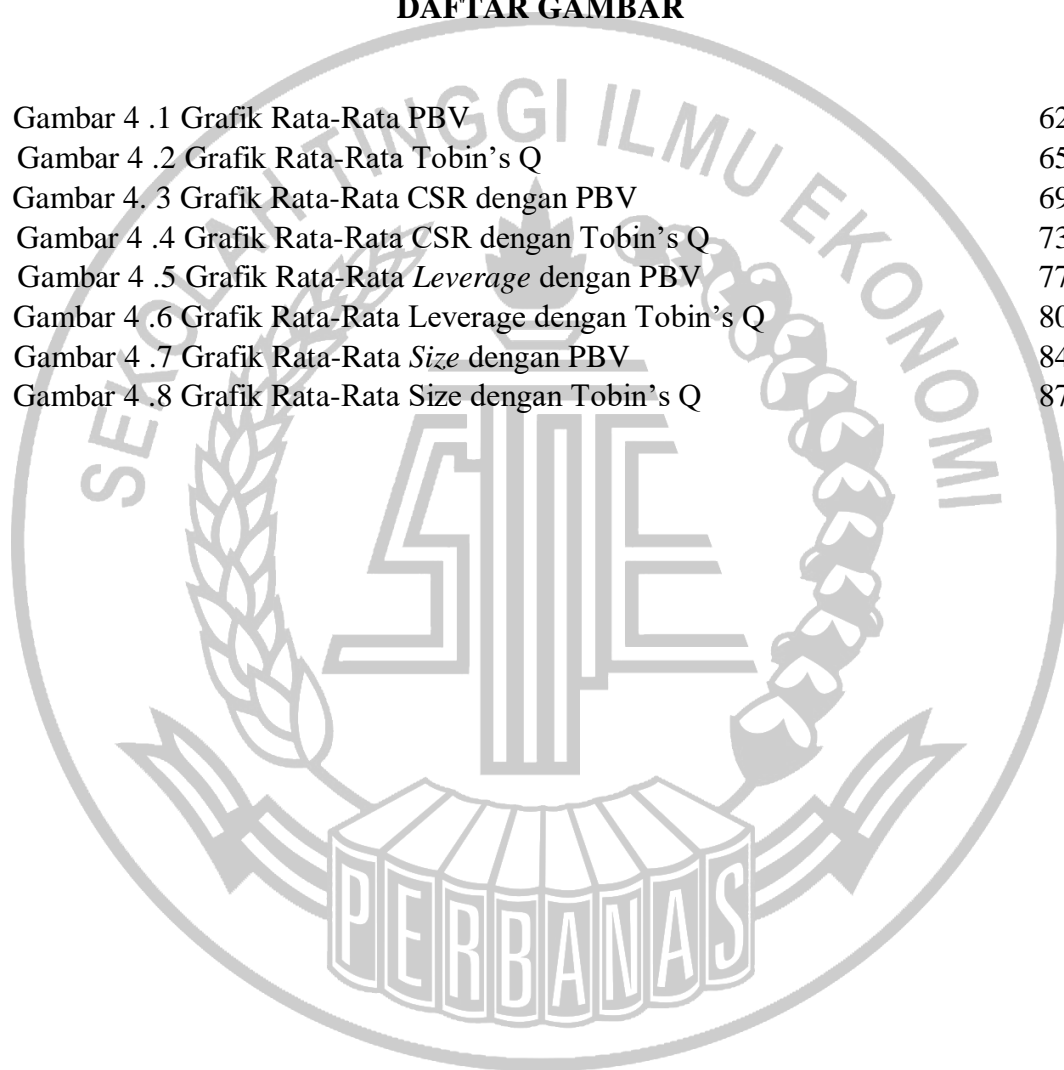 DAFTAR GAMBAR
Gambar 4 .1 Grafik Rata-Rata PBV 62
Gambar 4 .2 Grafik Rata-Rata Tobin’s Q 65
Gambar 4. 3 Grafik Rata-Rata CSR dengan PBV 69
Gambar 4 .4 Grafik Rata-Rata CSR dengan Tobin’s Q 73
Gambar 4 .5 Grafik Rata-Rata Leverage dengan PBV 77
Gambar 4 .6 Grafik Rata-Rata Leverage dengan Tobin’s Q 80
Gambar 4 .7 Grafik Rata-Rata Size dengan PBV 84
Gambar 4 .8 Grafik Rata-Rata Size dengan Tobin’s Q 87
SEKOLAH TINGGI ILMU EKONOMI
STIE
PERBANAS